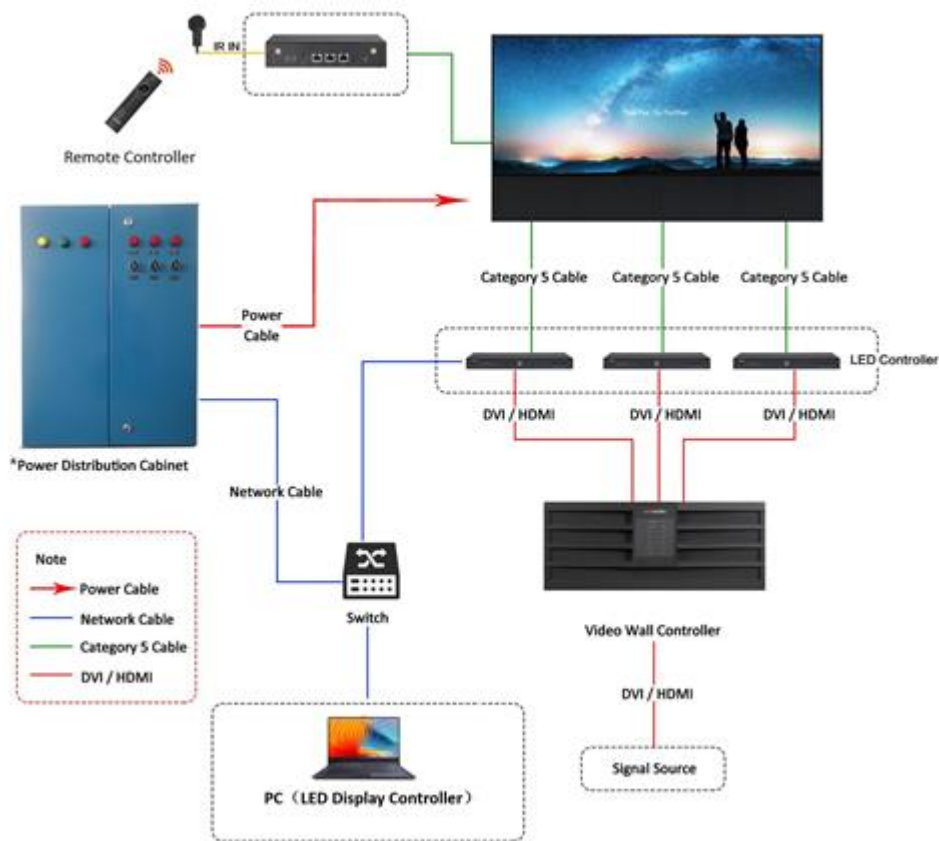 IR IN
Remote Controller
Category 5 Cable
Category 5 Cable
Category 5 Cable
Power
Cable
LED Controller
DVI / HDMI
DVI / HDMI
DVI / HDMI
*Power Distribution Cabinet
Network Cable
Note
Power Cable
Network Cable
Category 5 Cable
DVI / HDMI
Switch
Video Wall Controller
DVI / HDMI
Signal Source
PC（LED Display Controller）